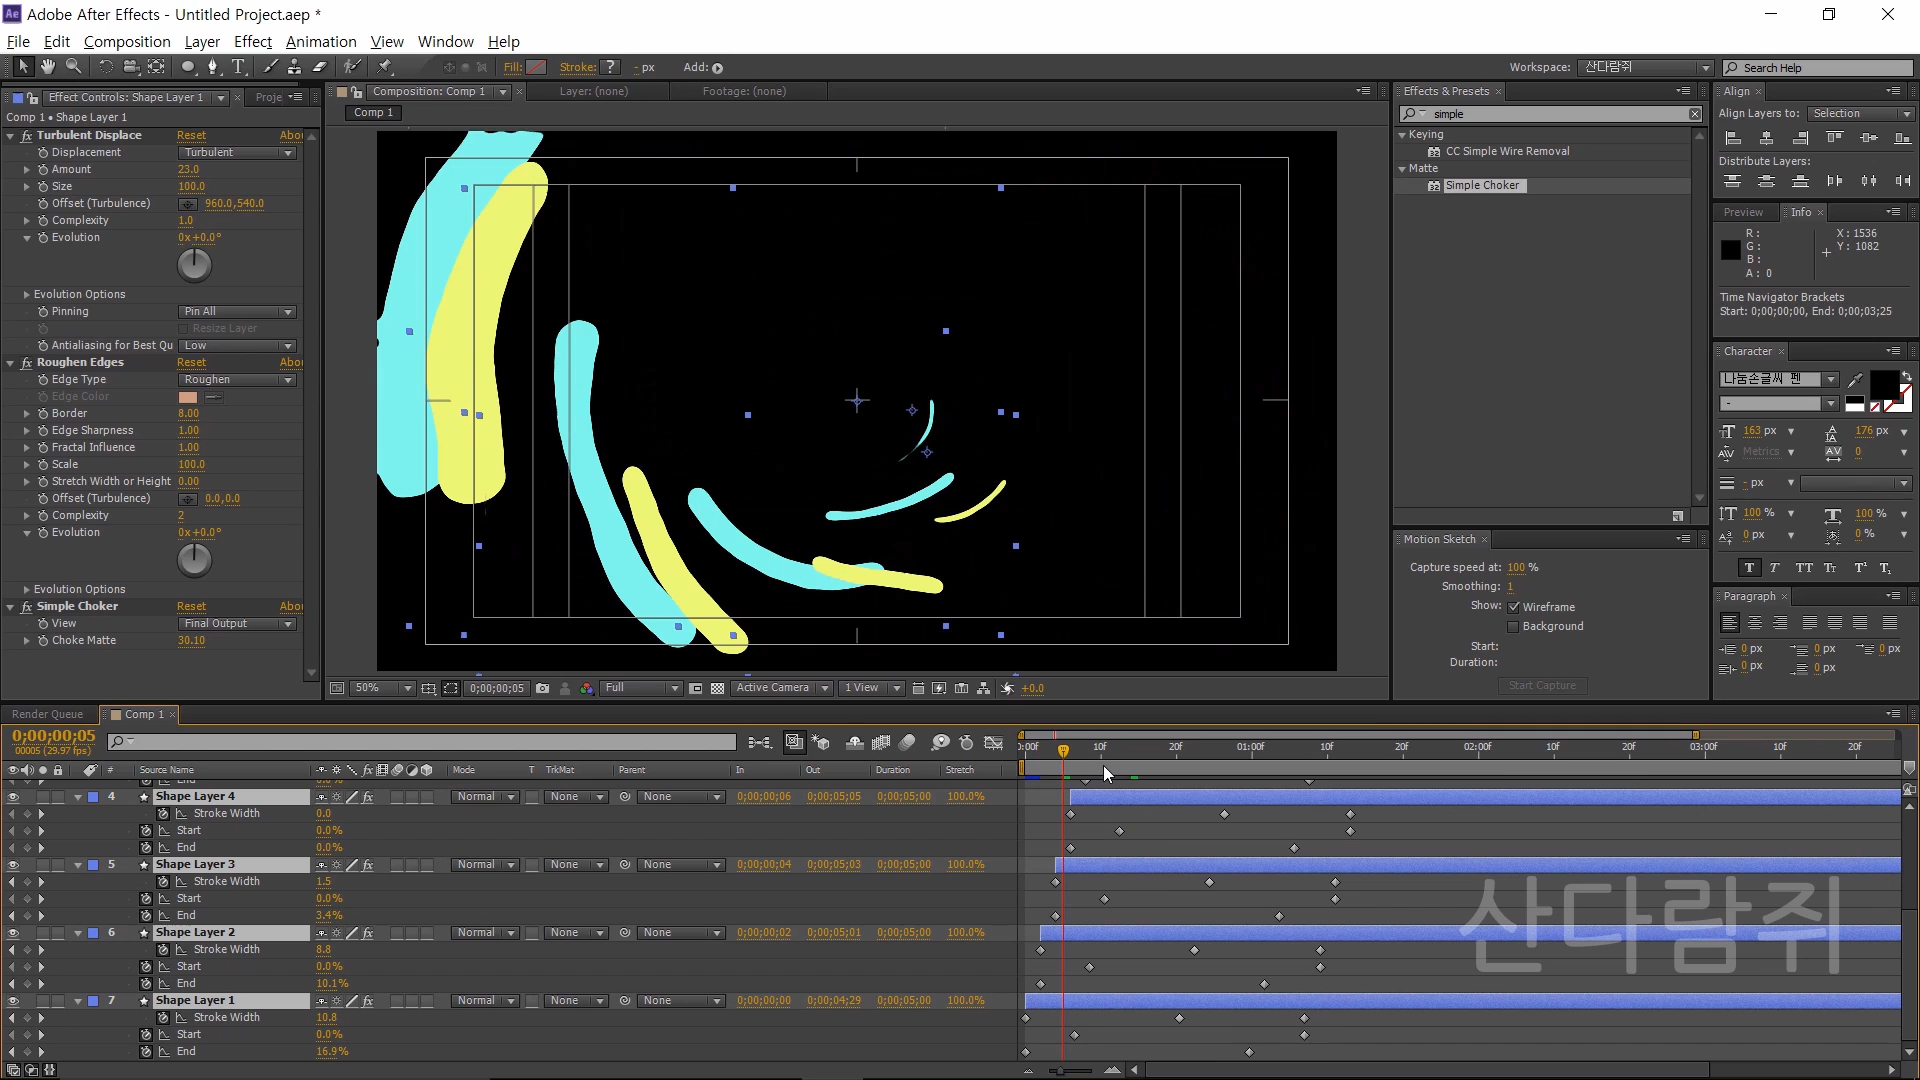 Adobe After Effects - Untitled Project.aep *
File Edit Composition Layer Effect Animation View Window Help
Fill: Stroke: ? - px Add:
Workspace: 산다람쥐 Search Help
Effect Controls: Shape Layer 1 Proje
Comp 1 • Shape Layer 1
Turbulent Displace Reset Abou
Displacement Turbulent
Amount 23.0
Size 100.0
Offset (Turbulence) 960.0,540.0
Complexity 1.0
Evolution 0x+0.0°
Evolution Options
Pinning Pin All
Resize Layer
Antialiasing for Best Qu Low
Roughen Edges Reset Abou
Edge Type Roughen
Edge Color
Border 8.00
Edge Sharpness 1.00
Fractal Influence 1.00
Scale 100.0
Stretch Width or Height 0.00
Offset (Turbulence) 0.0,0.0
Complexity 2
Evolution 0x+0.0°
Evolution Options
Simple Choker Reset Abou
View Final Output
Choke Matte 30.10
Composition: Comp 1 Layer: (none) Footage: (none)
Comp 1
50% 0;00;00;05 Full Active Camera 1 View +0.0
Effects & Presets
simple
Keying
CC Simple Wire Removal
Matte
Simple Choker
Motion Sketch
Capture speed at: 100 %
Smoothing: 1
Show: Wireframe
Background
Start:
Duration:
Start Capture
Align
Align Layers to: Selection
Distribute Layers:
Preview Info
R : X : 1536
G : Y : 1082
B :
A : 0
Time Navigator Brackets
Start: 0;00;00;00, End: 0;00;03;25
Character
나눔손글씨 펜
-
163 px 176 px
Metrics 0
- px
100 % 100 %
0 px 0 %
T T TT Tт T¹ T₁
Paragraph
0 px 0 px 0 px
0 px 0 px
Render Queue Comp 1
0;00;00;05
00005 (29.97 fps)
:00f 10f 20f 01:00f 10f 20f 02:00f 10f 20f 03:00f 10f 20f
# Source Name fx Mode T TrkMat Parent In Out Duration Stretch
End 0.0%
4 Shape Layer 4 fx Normal None None 0;00;00;06 0;00;05;05 0;00;05;00 100.0%
Stroke Width 0.0
Start 0.0%
End 0.0%
5 Shape Layer 3 fx Normal None None 0;00;00;04 0;00;05;03 0;00;05;00 100.0%
Stroke Width 1.5
Start 0.0%
End 3.4%
6 Shape Layer 2 fx Normal None None 0;00;00;02 0;00;05;01 0;00;05;00 100.0%
Stroke Width 8.8
Start 0.0%
End 10.1%
7 Shape Layer 1 fx Normal None None 0;00;00;00 0;00;04;29 0;00;05;00 100.0%
Stroke Width 10.8
Start 0.0%
End 16.9%
산다람쥐